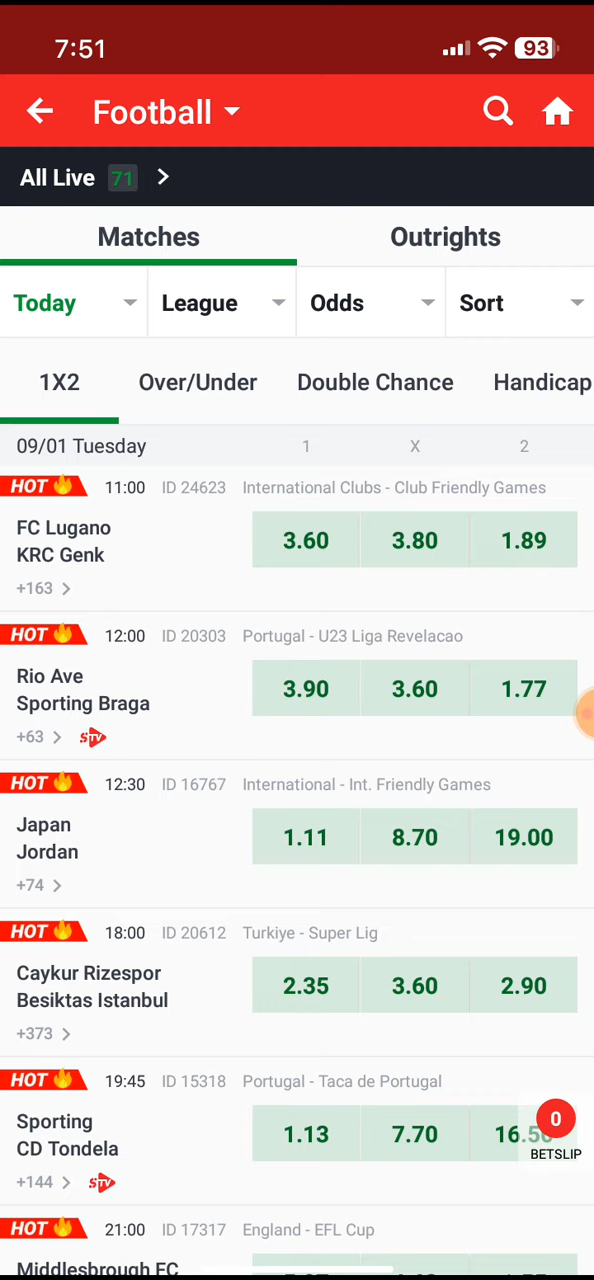 7:51
93
Football
All Live 71
Matches Outrights
Today League Odds Sort
1X2 Over/Under Double Chance Handicap
09/01 Tuesday 1 X 2
HOT 11:00 ID 24623 International Clubs - Club Friendly Games
FC Lugano
KRC Genk
3.60 3.80 1.89
+163
HOT 12:00 ID 20303 Portugal - U23 Liga Revelacao
Rio Ave
Sporting Braga
3.90 3.60 1.77
+63 STV
HOT 12:30 ID 16767 International - Int. Friendly Games
Japan
Jordan
1.11 8.70 19.00
+74
HOT 18:00 ID 20612 Turkiye - Super Lig
Caykur Rizespor
Besiktas Istanbul
2.35 3.60 2.90
+373
HOT 19:45 ID 15318 Portugal - Taca de Portugal
Sporting
CD Tondela
1.13 7.70 16.50
0
BETSLIP
+144 STV
HOT 21:00 ID 17317 England - EFL Cup
Middlesbrough FC